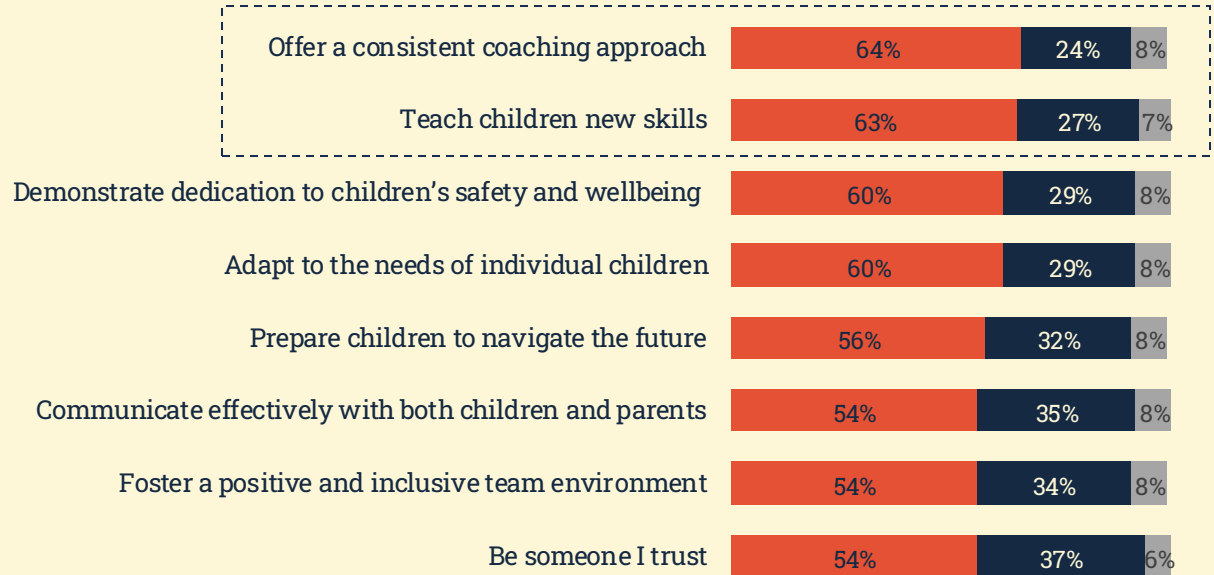 Offer a consistent coaching approach 64% 24% 8%
Teach children new skills 63% 27% 7%
Demonstrate dedication to children’s safety and wellbeing 60% 29% 8%
Adapt to the needs of individual children 60% 29% 8%
Prepare children to navigate the future 56% 32% 8%
Communicate effectively with both children and parents 54% 35% 8%
Foster a positive and inclusive team environment 54% 34% 8%
Be someone I trust 54% 37% 6%